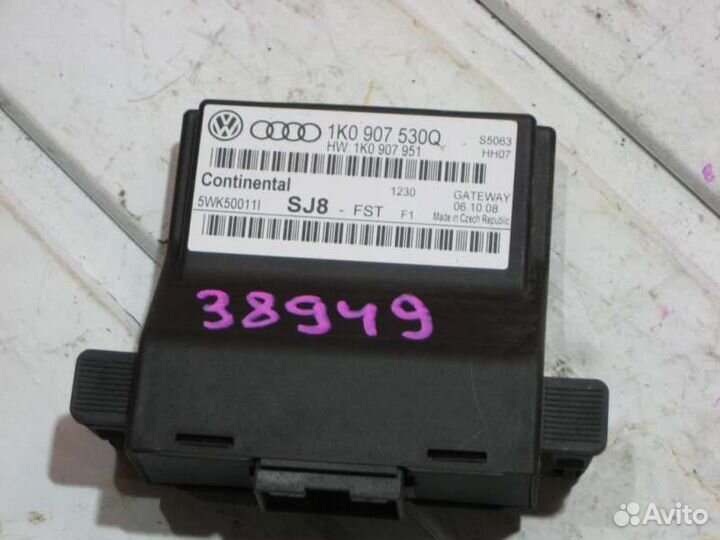 1K0 907 530Q
HW: 1K0 907 951
S5063
HH07
Continental
1230
GATEWAY
5WK50011I
SJ8 - FST F1
06.10.08
Made in Czech Republic
38949
Avito